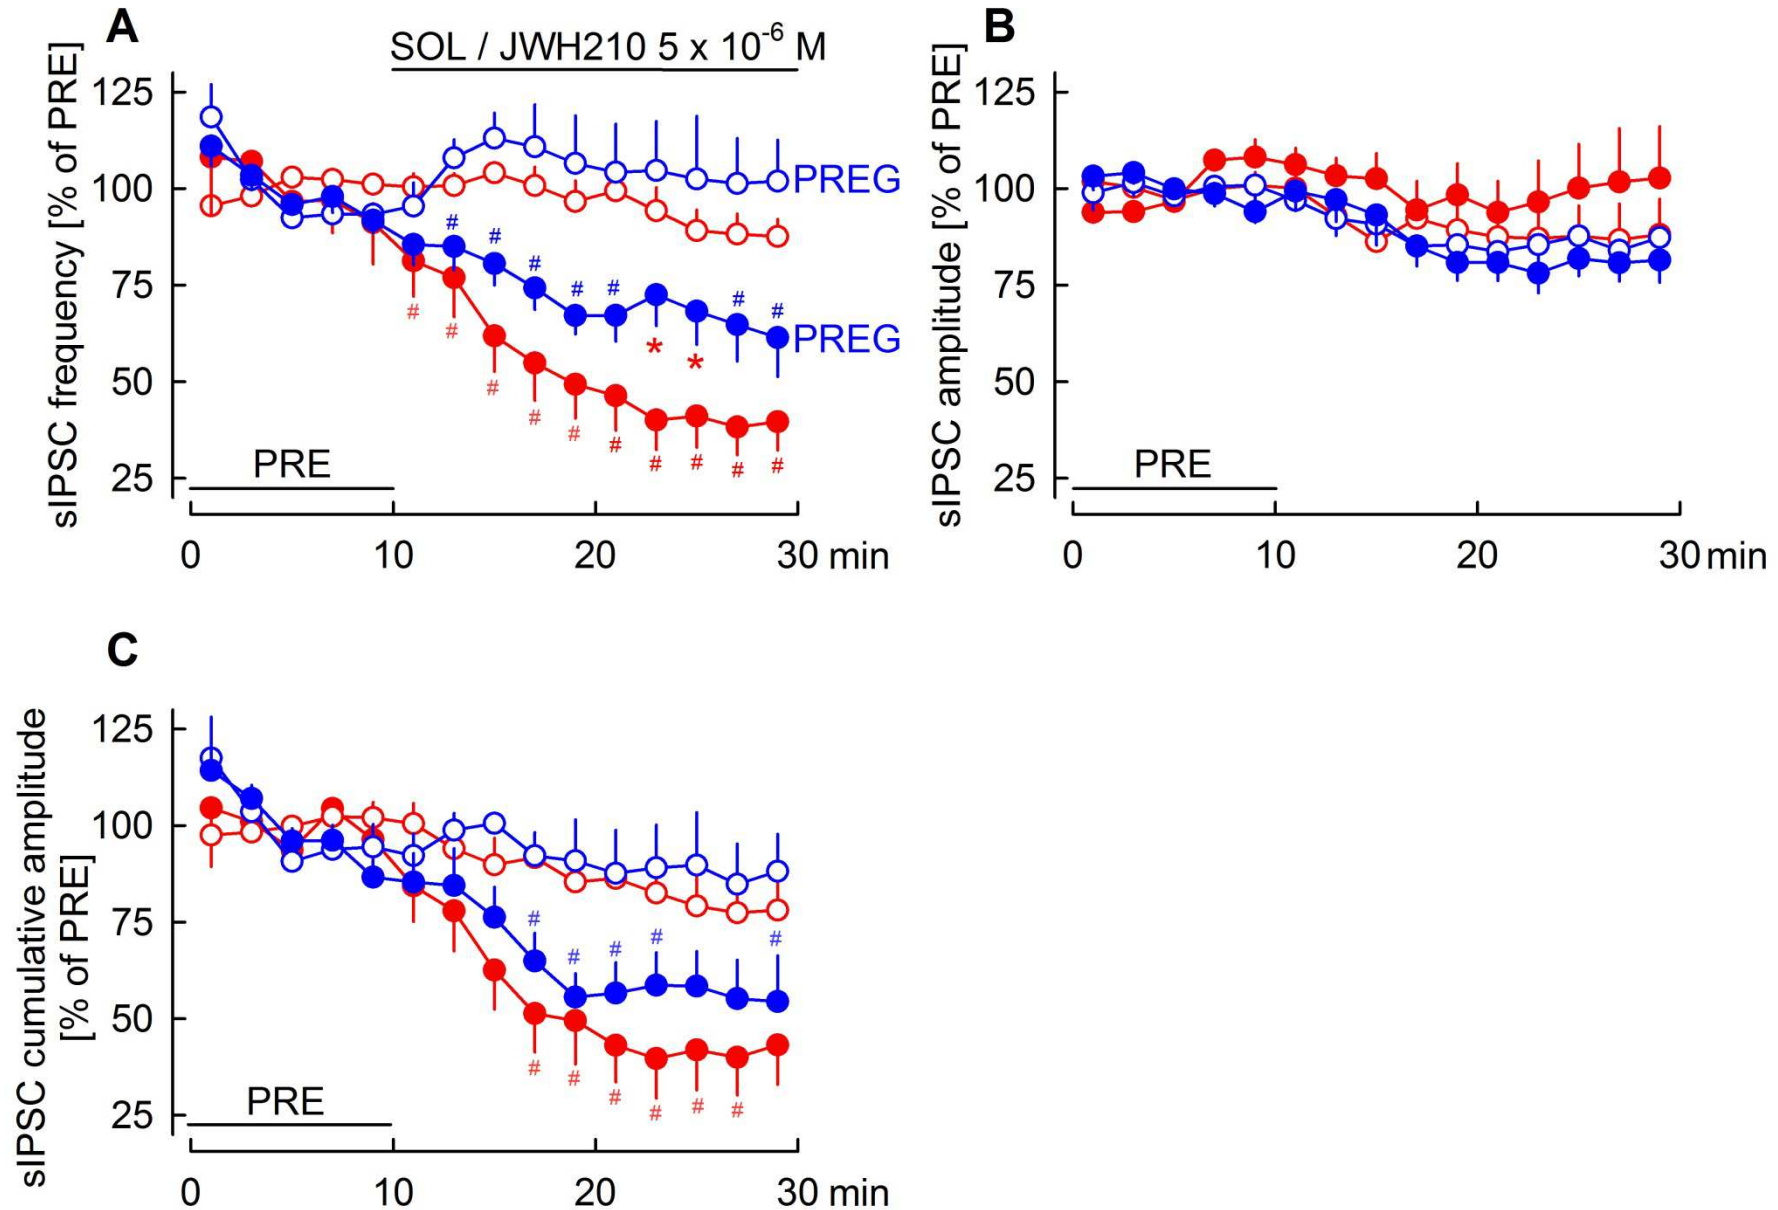 A
SOL / JWH210 5 x 10⁻⁶ M
sIPSC frequency [% of PRE]
125
100
75
50
25
PREG
PREG
# # # # # # # #
* *
# # # # # # # # # #
PRE
0 10 20 30 min
B
sIPSC amplitude [% of PRE]
125
100
75
50
25
PRE
0 10 20 30 min
C
sIPSC cumulative amplitude
[% of PRE]
125
100
75
50
25
# # # # #
# # # # # #
PRE
0 10 20 30 min